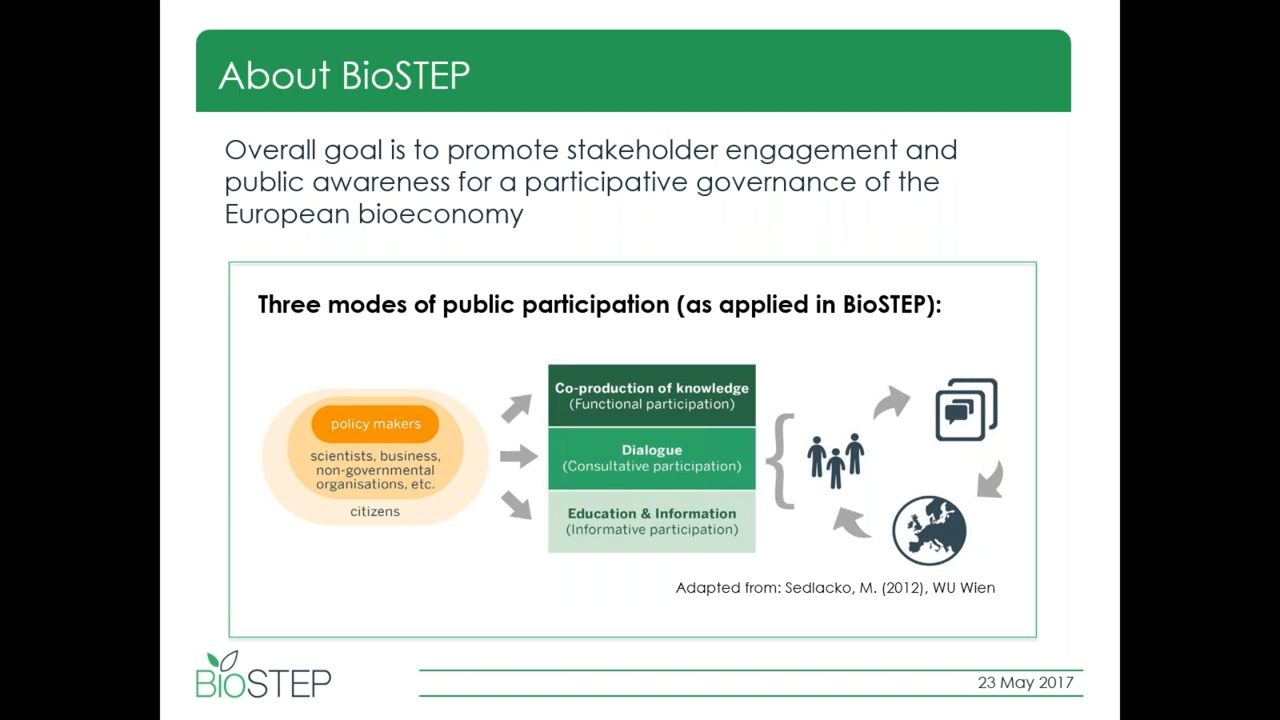 About BioSTEP
Overall goal is to promote stakeholder engagement and
public awareness for a participative governance of the
European bioeconomy
Three modes of public participation (as applied in BioSTEP):
policy makers
scientists, business,
non-governmental
organisations, etc.
citizens
Co-production of knowledge
(Functional participation)
Dialogue
(Consultative participation)
Education & Information
(Informative participation)
Adapted from: Sedlacko, M. (2012), WU Wien
BioSTEP
23 May 2017